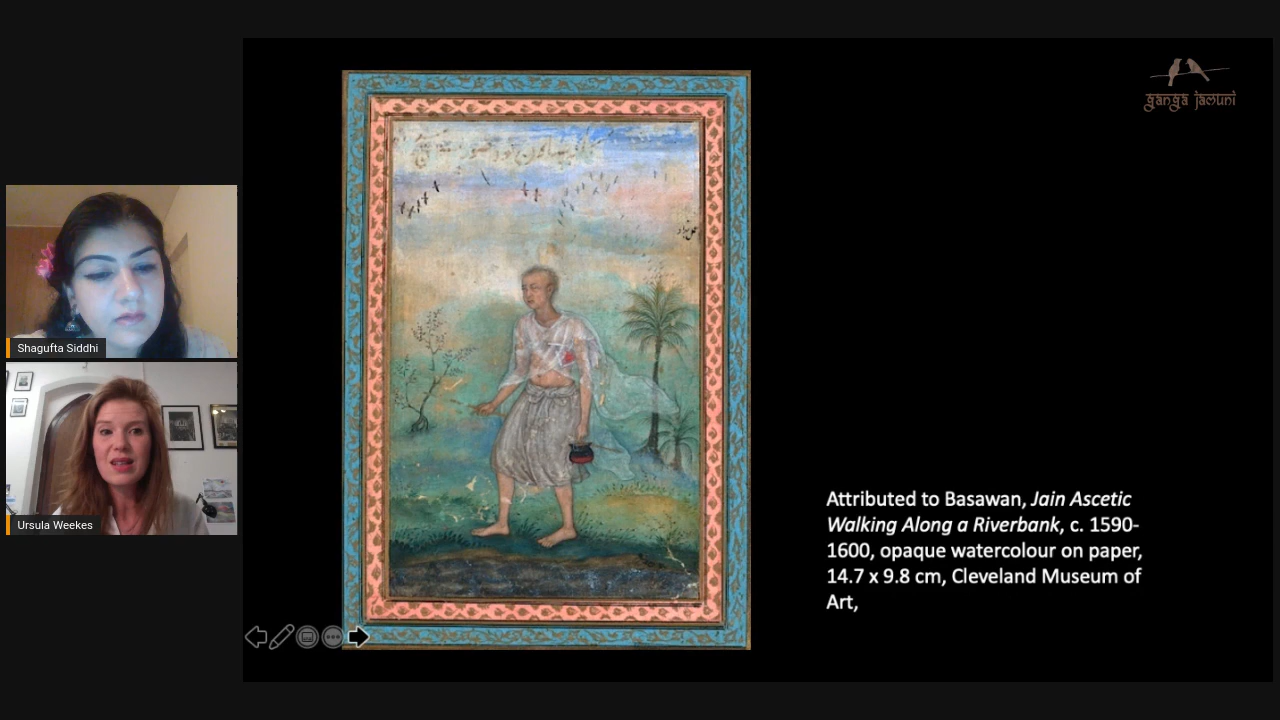 ganga jamuni
Shagufta Siddhi
Ursula Weekes
Attributed to Basawan, Jain Ascetic
Walking Along a Riverbank, c. 1590-
1600, opaque watercolour on paper,
14.7 x 9.8 cm, Cleveland Museum of
Art,